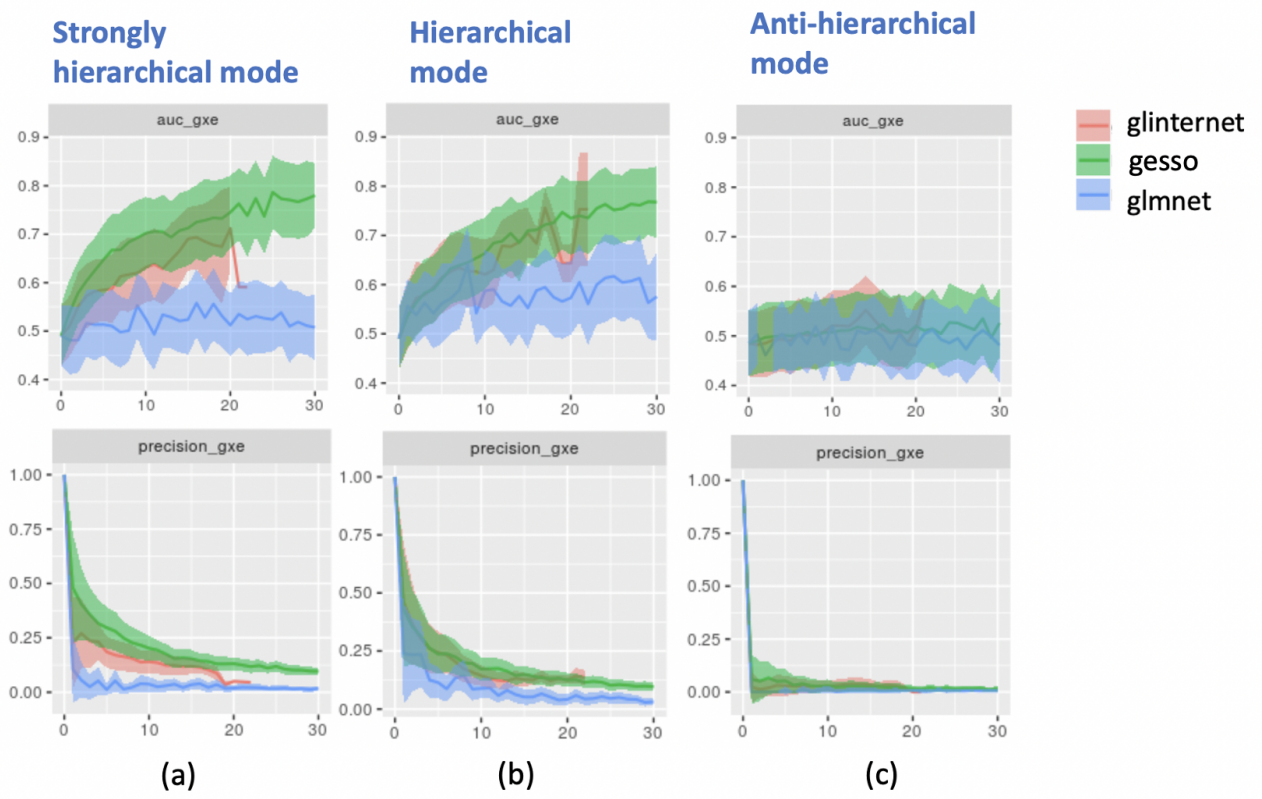 Strongly
hierarchical mode
Hierarchical
mode
Anti-hierarchical
mode
auc_gxe
0.9
0.8
0.7
0.6
0.5
0.4
0 10 20 30
auc_gxe
0.9
0.8
0.7
0.6
0.5
0.4
0 10 20 30
auc_gxe
0.9
0.8
0.7
0.6
0.5
0.4
0 10 20 30
glinternet
gesso
glmnet
precision_gxe
1.00
0.75
0.50
0.25
0.00
0 10 20 30
precision_gxe
1.00
0.75
0.50
0.25
0.00
0 10 20 30
precision_gxe
1.00
0.75
0.50
0.25
0.00
0 10 20 30
(a)
(b)
(c)